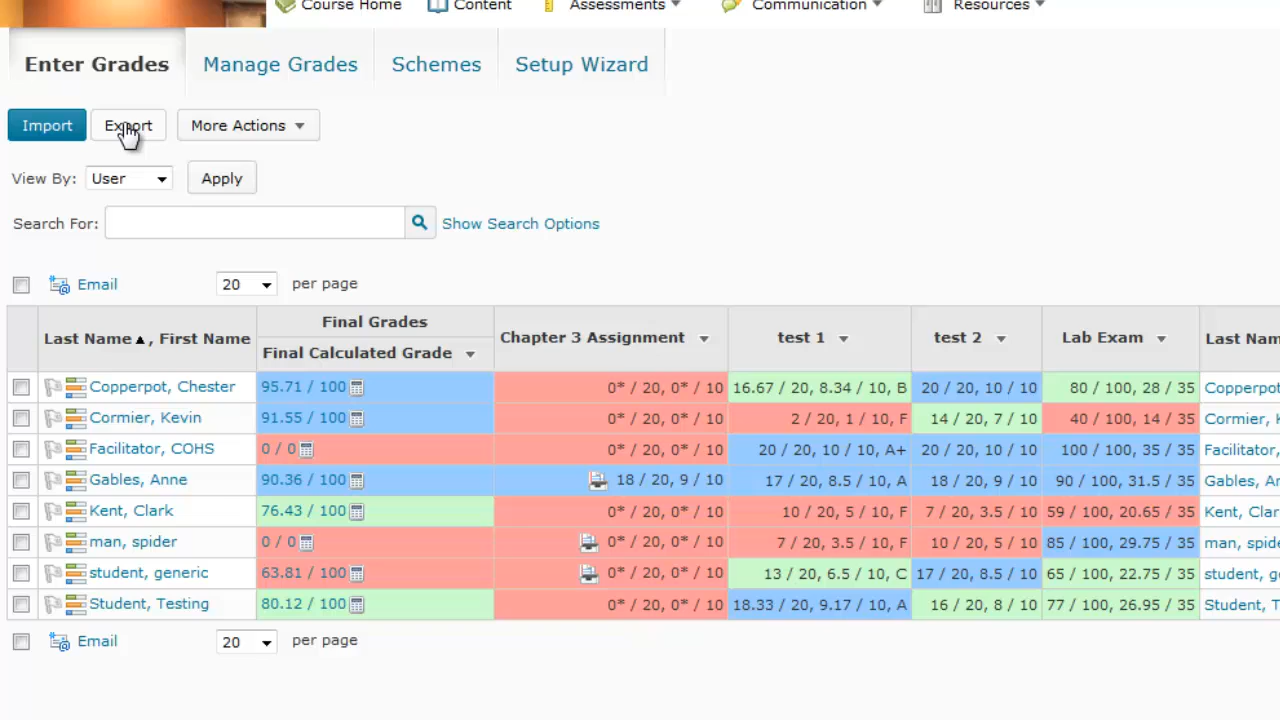 Course Home Content Assessments Communication Resources
Enter Grades Manage Grades Schemes Setup Wizard
Import Export More Actions
View By: User Apply
Search For: Show Search Options
Email 20 per page
Final Grades
Last Name , First Name Final Calculated Grade Chapter 3 Assignment test 1 test 2 Lab Exam Last Nam
Copperpot, Chester 95.71 / 100 0* / 20, 0* / 10 16.67 / 20, 8.34 / 10, B 20 / 20, 10 / 10 80 / 100, 28 / 35 Copperpot
Cormier, Kevin 91.55 / 100 0* / 20, 0* / 10 2 / 20, 1 / 10, F 14 / 20, 7 / 10 40 / 100, 14 / 35 Cormier, K
Facilitator, COHS 0 / 0 0* / 20, 0* / 10 20 / 20, 10 / 10, A+ 20 / 20, 10 / 10 100 / 100, 35 / 35 Facilitator,
Gables, Anne 90.36 / 100 18 / 20, 9 / 10 17 / 20, 8.5 / 10, A 18 / 20, 9 / 10 90 / 100, 31.5 / 35 Gables, An
Kent, Clark 76.43 / 100 0* / 20, 0* / 10 10 / 20, 5 / 10, F 7 / 20, 3.5 / 10 59 / 100, 20.65 / 35 Kent, Clar
man, spider 0 / 0 0* / 20, 0* / 10 7 / 20, 3.5 / 10, F 10 / 20, 5 / 10 85 / 100, 29.75 / 35 man, spide
student, generic 63.81 / 100 0* / 20, 0* / 10 13 / 20, 6.5 / 10, C 17 / 20, 8.5 / 10 65 / 100, 22.75 / 35 student, g
Student, Testing 80.12 / 100 0* / 20, 0* / 10 18.33 / 20, 9.17 / 10, A 16 / 20, 8 / 10 77 / 100, 26.95 / 35 Student, T
Email 20 per page